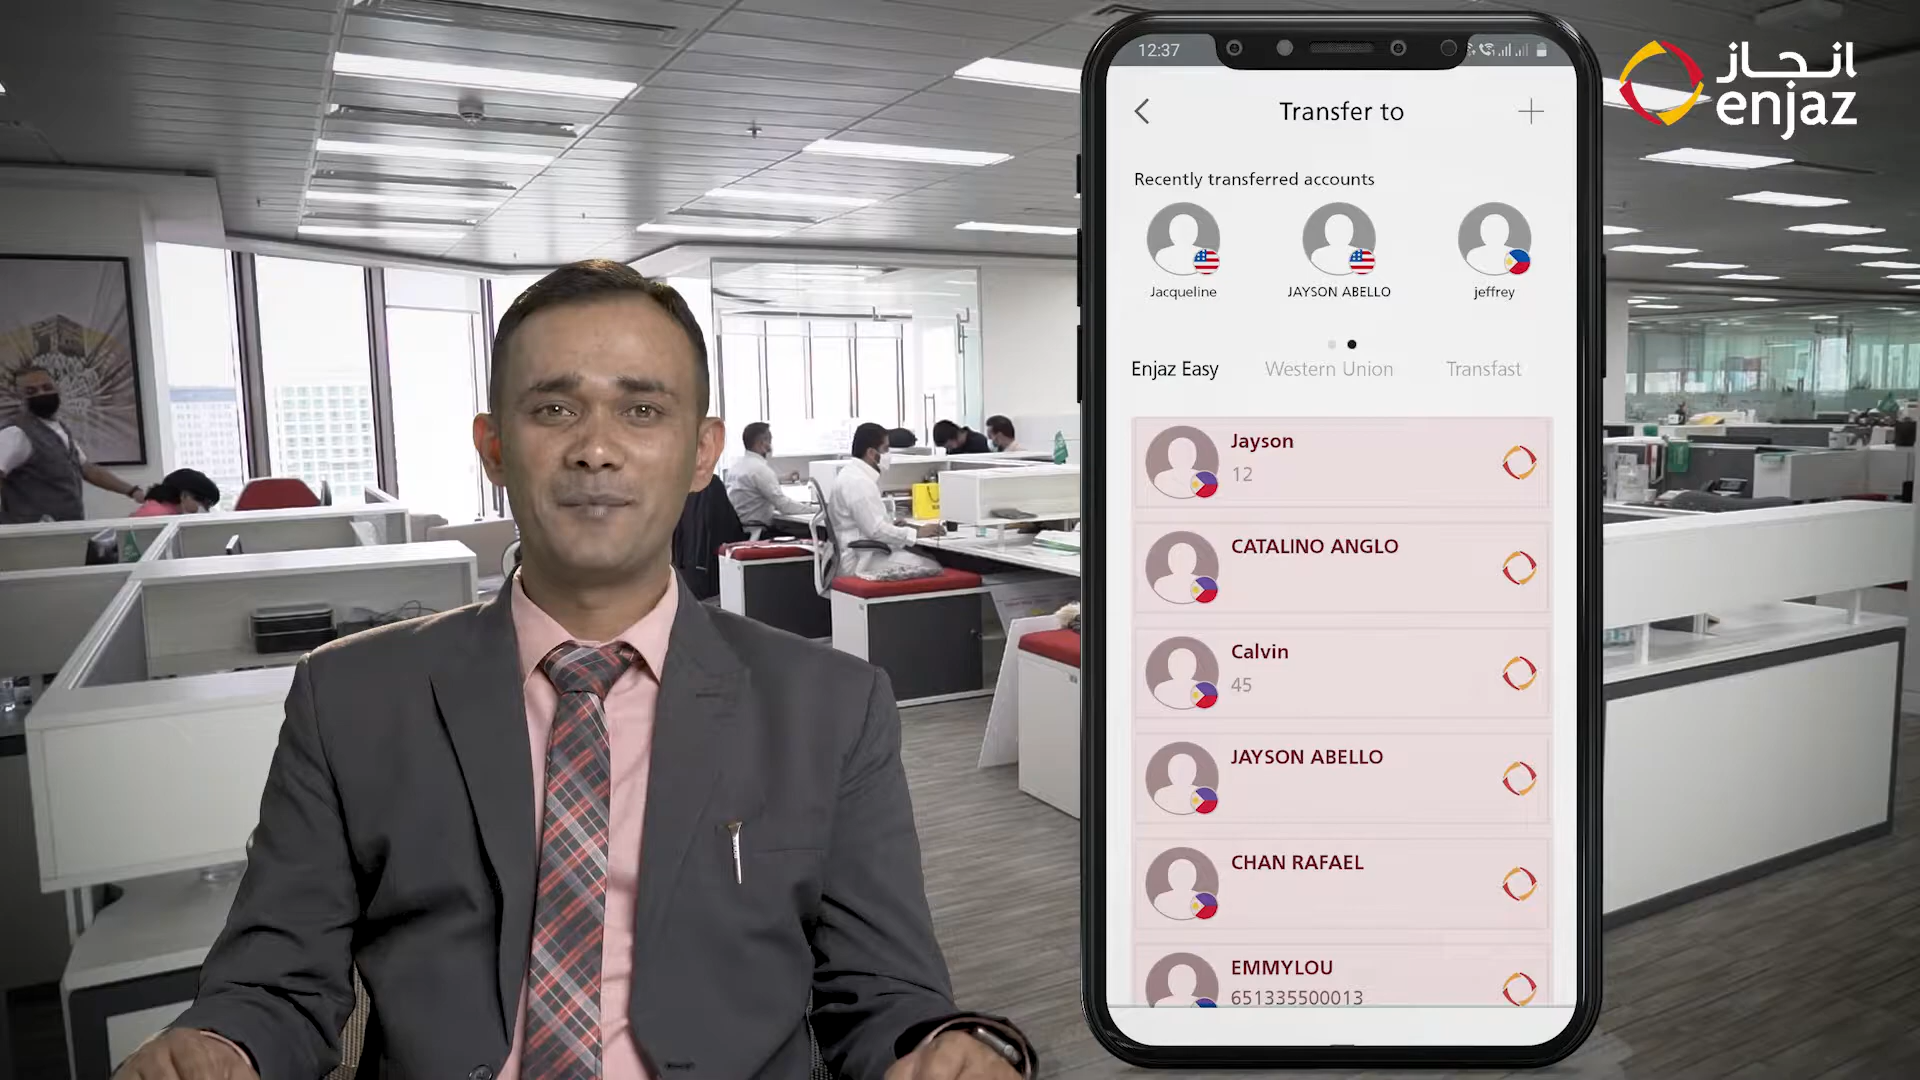 12:37
Transfer to
انجاز
enjaz
Recently transferred accounts
Jacqueline
JAYSON ABELLO
jeffrey
Enjaz Easy
Western Union
Transfast
Jayson
12
CATALINO ANGLO
Calvin
45
JAYSON ABELLO
CHAN RAFAEL
EMMYLOU
651335500013